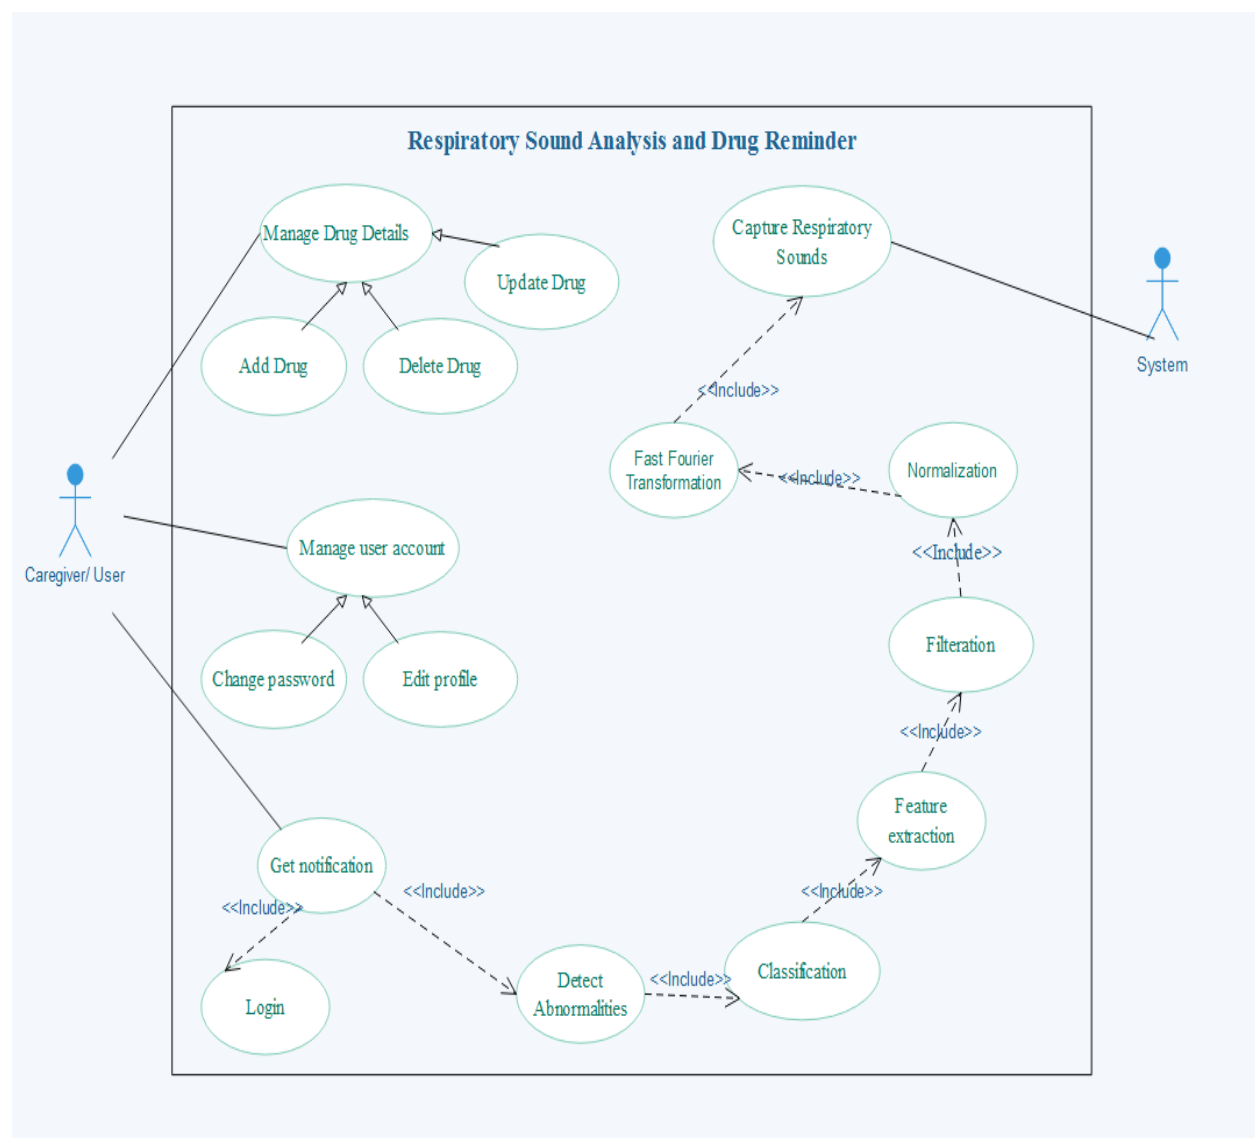 Respiratory Sound Analysis and Drug Reminder
Manage Drug Details
Capture Respiratory
Sounds
Update Drug
Add Drug
Delete Drug
System
<<Include>>
Fast Fourier
Transformation
<<Include>>
Normalization
Caregiver/ User
Manage user account
<<Include>>
Filteration
Change password
Edit profile
<<Include>>
Feature
extraction
Get notification
<<Include>>
<<Include>>
<<Include>>
Login
Detect
Abnormalities
<<Include>>
Classification